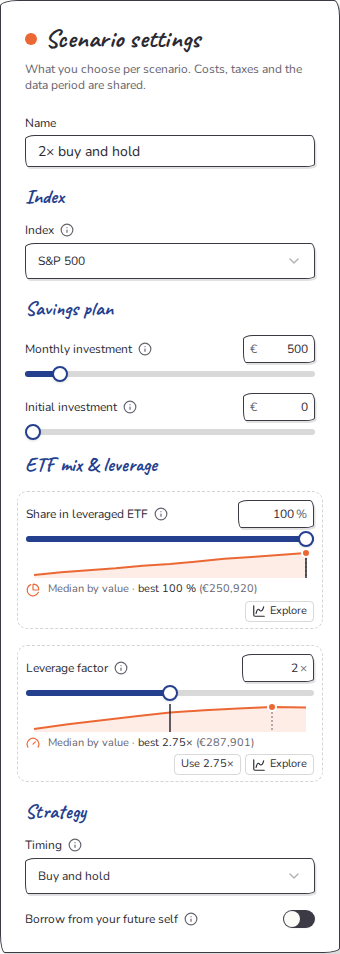 Scenario settings
What you choose per scenario. Costs, taxes and the
data period are shared.
Name
2× buy and hold
Index
Index
S&P 500
Savings plan
Monthly investment € 500
Initial investment € 0
ETF mix & leverage
Share in leveraged ETF 100 %
Median by value · best 100 % (€250,920)
Explore
Leverage factor 2 ×
Median by value · best 2.75× (€287,901)
Use 2.75× Explore
Strategy
Timing
Buy and hold
Borrow from your future self